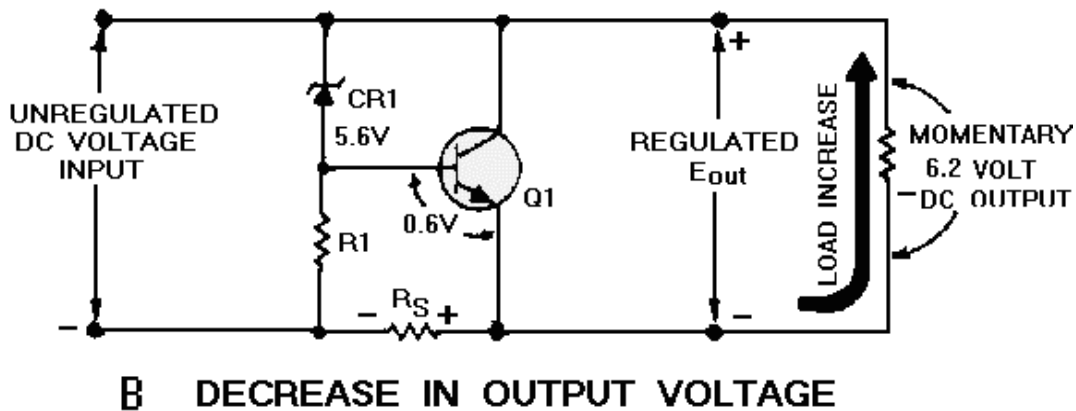 UNREGULATED
DC VOLTAGE
INPUT
-
CR1
5.6V
R1
0.6V
Q1
- RS +
REGULATED
Eout
+
-
LOAD INCREASE
MOMENTARY
6.2 VOLT
DC OUTPUT
B DECREASE IN OUTPUT VOLTAGE